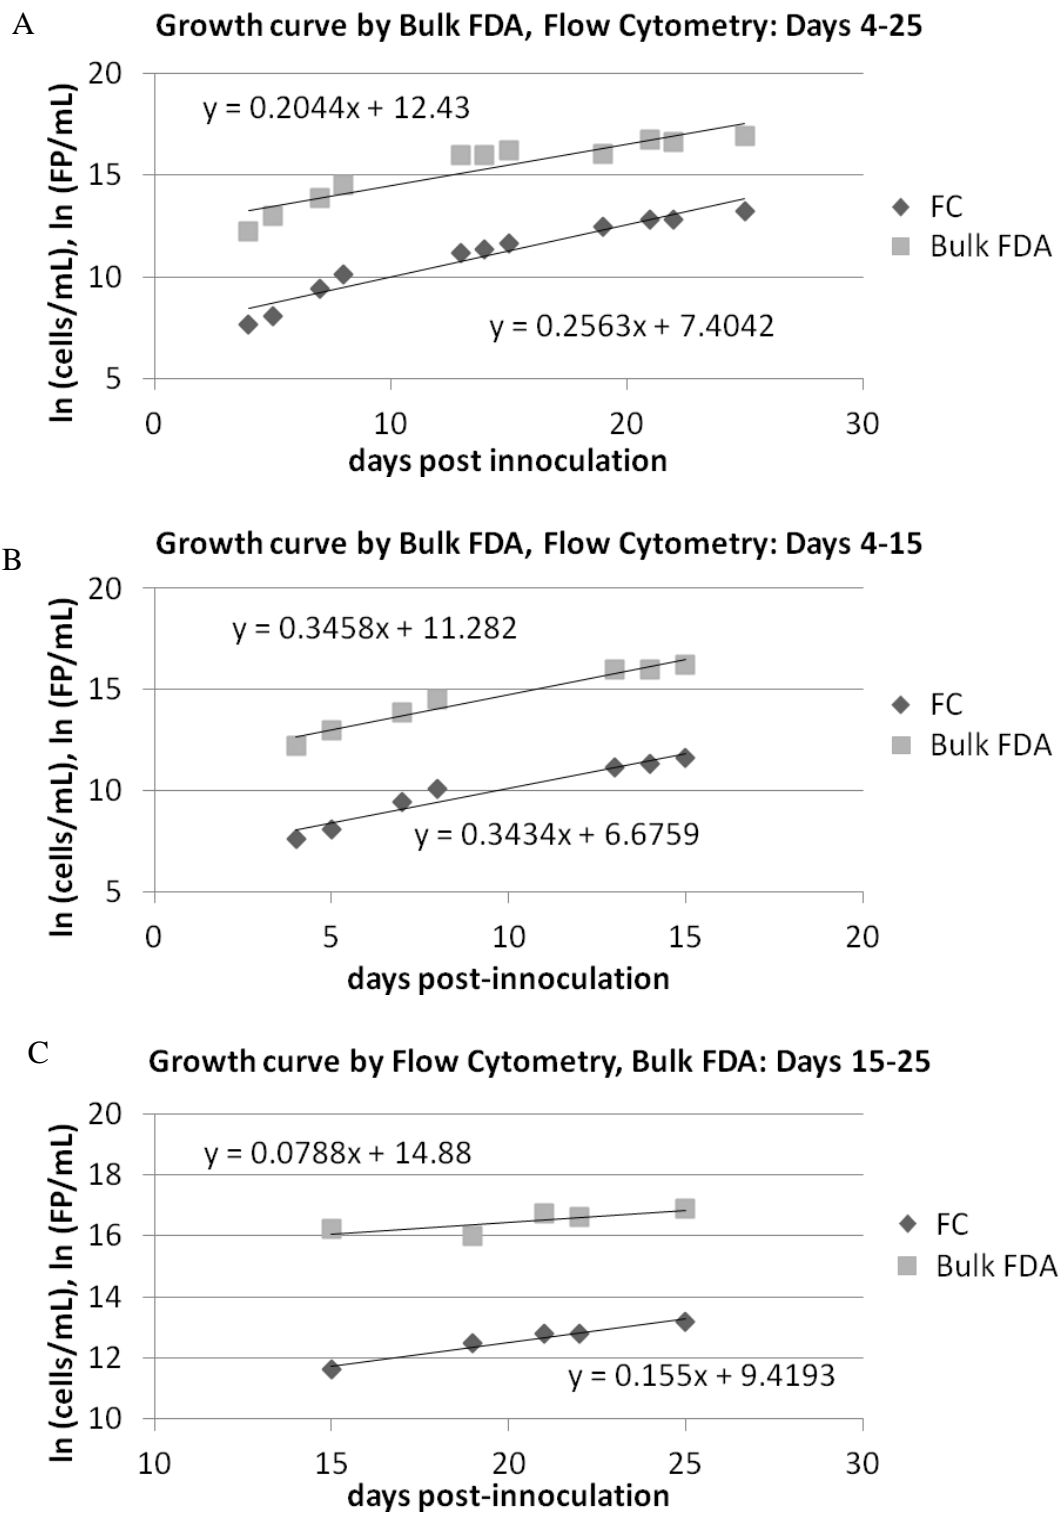 A
Growth curve by Bulk FDA, Flow Cytometry: Days 4-25
ln (cells/mL), ln (FP/mL)
20
15
10
5
y = 0.2044x + 12.43
y = 0.2563x + 7.4042
FC
Bulk FDA
0 10 20 30
days post innoculation
B
Growth curve by Bulk FDA, Flow Cytometry: Days 4-15
ln (cells/mL), ln (FP/mL)
20
15
10
5
y = 0.3458x + 11.282
y = 0.3434x + 6.6759
FC
Bulk FDA
0 5 10 15 20
days post-innoculation
C
Growth curve by Flow Cytometry, Bulk FDA: Days 15-25
ln (cells/mL), ln (FP/mL)
20
18
16
14
12
10
y = 0.0788x + 14.88
y = 0.155x + 9.4193
FC
Bulk FDA
10 15 20 25 30
days post-innoculation